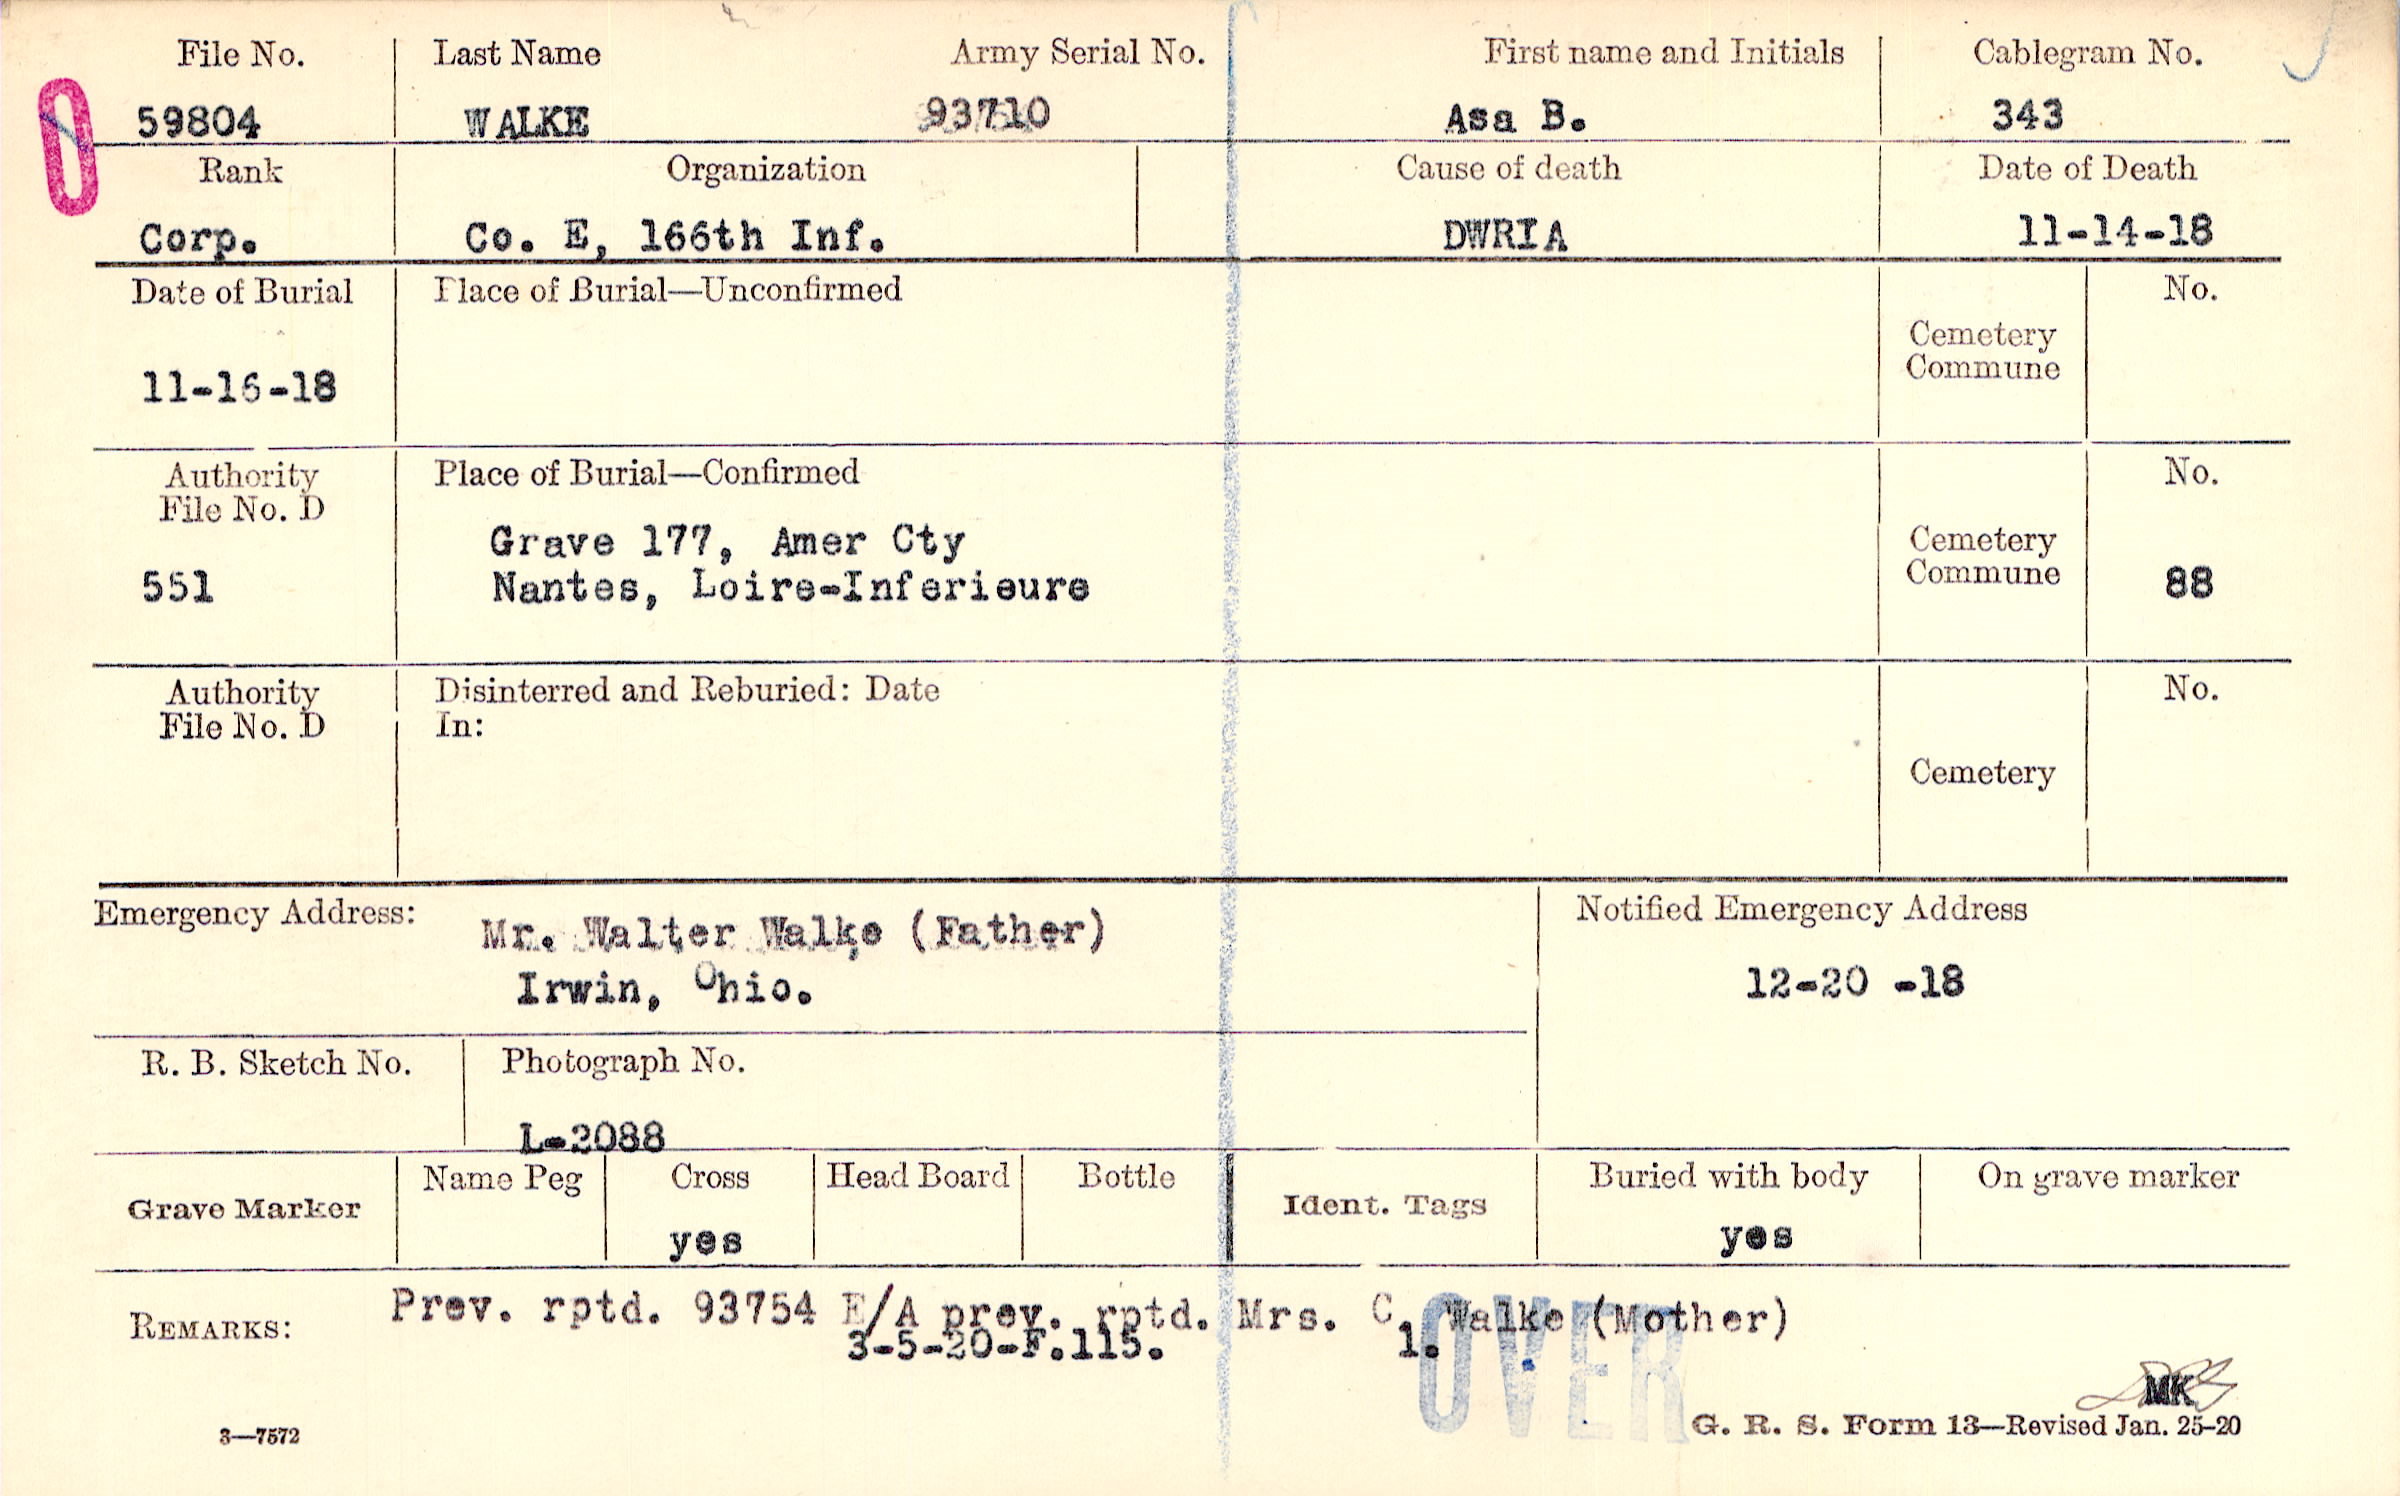 File No. Last Name Army Serial No. First name and Initials Cablegram No.
59804 WALKE 93710 Asa B. 343
Rank Organization Cause of death Date of Death
Corp. Co. E, 166th Inf. DWRIA 11-14-18
Date of Burial Place of Burial—Unconfirmed No.
Cemetery
Commune
11-16-18
Authority
File No. D
Place of Burial—Confirmed No.
Grave 177, Amer Cty
Cemetery
Commune
551 Nantes, Loire-Inferieure 88
Authority
File No. D
Disinterred and Reburied: Date No.
In:
Cemetery
Emergency Address: Mr. Walter Walke (Father) Notified Emergency Address
Irwin, Ohio. 12-20 -18
R. B. Sketch No. Photograph No.
L-2088
Grave Marker Name Peg Cross Head Board Bottle Ident. Tags Buried with body On grave marker
yes yes
REMARKS: Prev. rptd. 93754 E/A prev. rptd. Mrs. C. Walke (Mother)
3-5-20-F.115. 1.
OVER
MK
3—7572 G. R. S. Form 13—Revised Jan. 25-20